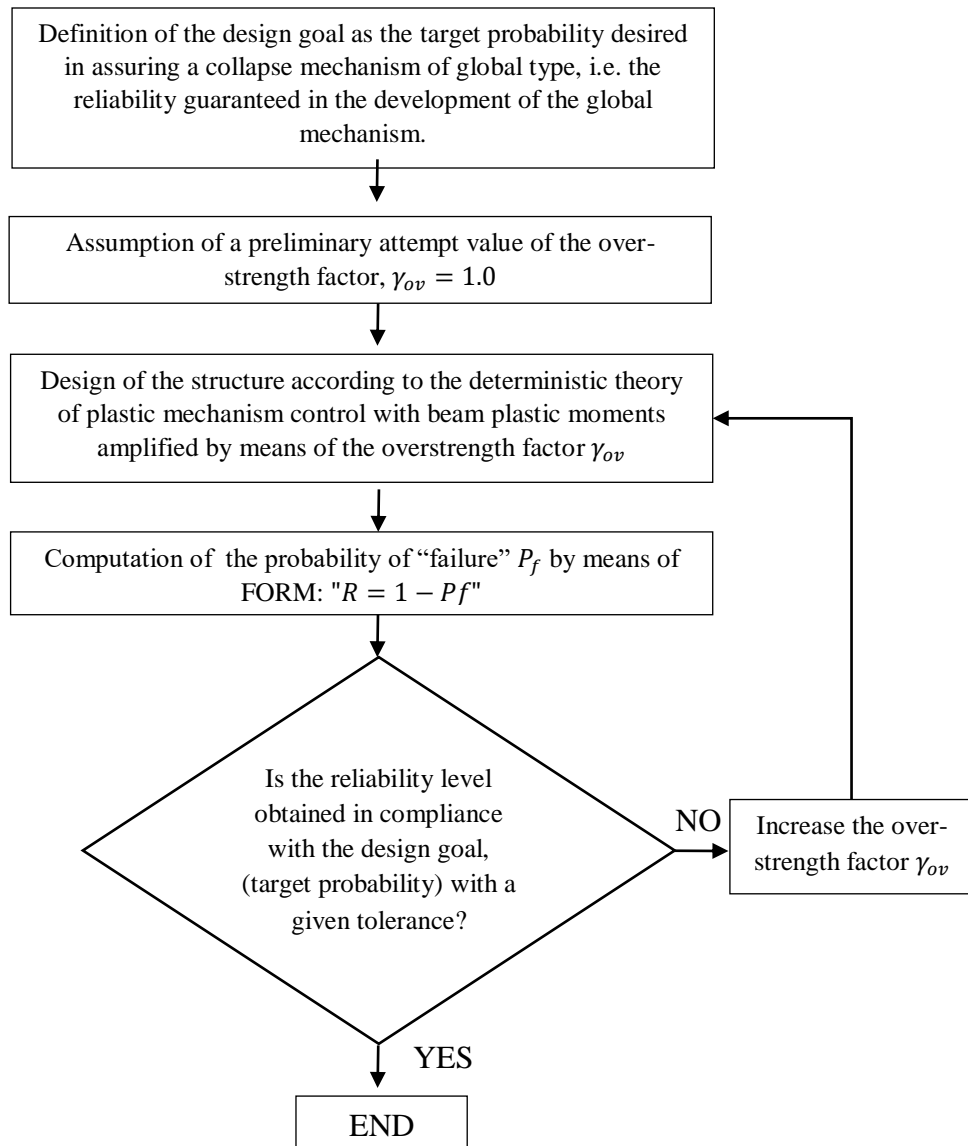 Definition of the design goal as the target probability desired
in assuring a collapse mechanism of global type, i.e. the
reliability guaranteed in the development of the global
mechanism.
Assumption of a preliminary attempt value of the over-
strength factor, γ_ov = 1.0
Design of the structure according to the deterministic theory
of plastic mechanism control with beam plastic moments
amplified by means of the overstrength factor γ_ov
Computation of the probability of “failure” P_f by means of
FORM: "R = 1 − Pf"
Is the reliability level
obtained in compliance
with the design goal,
(target probability) with a
given tolerance?
NO
Increase the over-
strength factor γ_ov
YES
END